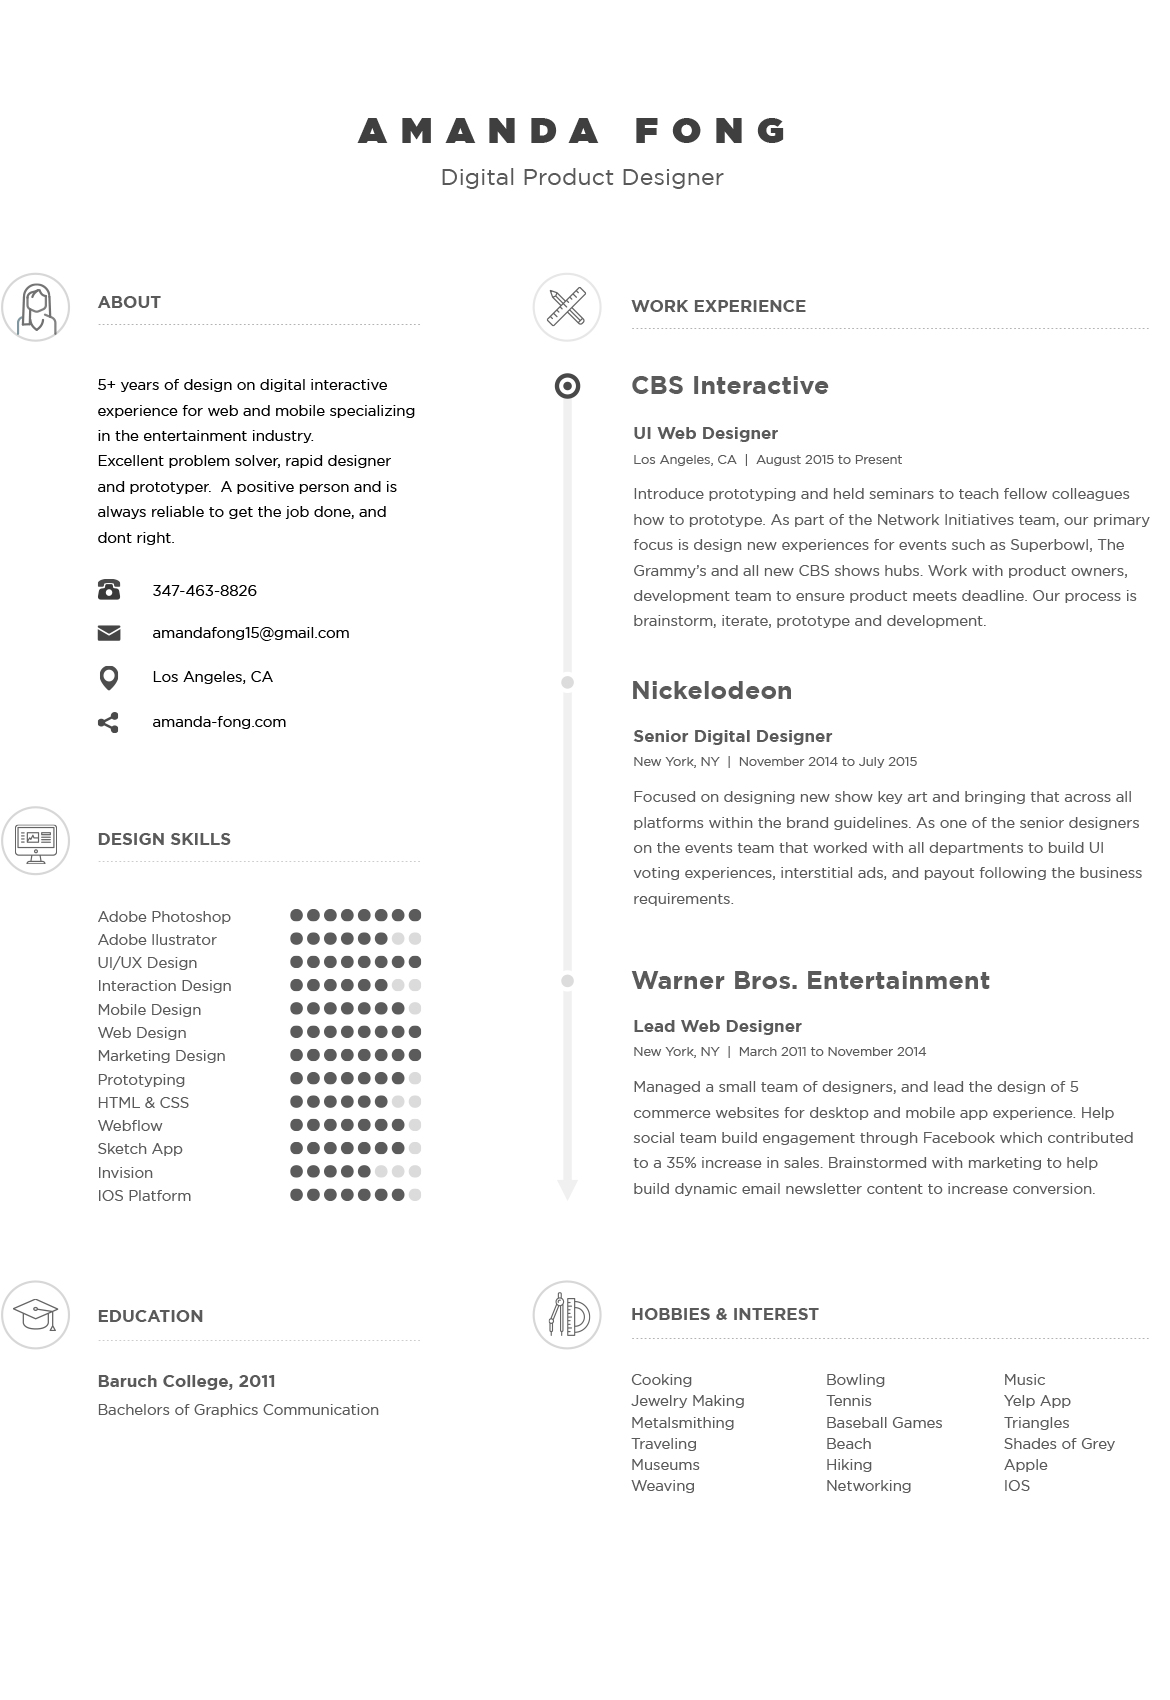 AMANDA FONG
Digital Product Designer
ABOUT
5+ years of design on digital interactive
experience for web and mobile specializing
in the entertainment industry.
Excellent problem solver, rapid designer
and prototyper.  A positive person and is
always reliable to get the job done, and
dont right.
347-463-8826
amandafong15@gmail.com
Los Angeles, CA
amanda-fong.com
DESIGN SKILLS
Adobe Photoshop
Adobe Ilustrator
UI/UX Design
Interaction Design
Mobile Design
Web Design
Marketing Design
Prototyping
HTML & CSS
Webflow
Sketch App
Invision
IOS Platform
EDUCATION
Baruch College, 2011
Bachelors of Graphics Communication
WORK EXPERIENCE
CBS Interactive
UI Web Designer
Los Angeles, CA | August 2015 to Present
Introduce prototyping and held seminars to teach fellow colleagues
how to prototype. As part of the Network Initiatives team, our primary
focus is design new experiences for events such as Superbowl, The
Grammy's and all new CBS shows hubs. Work with product owners,
development team to ensure product meets deadline. Our process is
brainstorm, iterate, prototype and development.
Nickelodeon
Senior Digital Designer
New York, NY | November 2014 to July 2015
Focused on designing new show key art and bringing that across all
platforms within the brand guidelines. As one of the senior designers
on the events team that worked with all departments to build UI
voting experiences, interstitial ads, and payout following the business
requirements.
Warner Bros. Entertainment
Lead Web Designer
New York, NY | March 2011 to November 2014
Managed a small team of designers, and lead the design of 5
commerce websites for desktop and mobile app experience. Help
social team build engagement through Facebook which contributed
to a 35% increase in sales. Brainstormed with marketing to help
build dynamic email newsletter content to increase conversion.
HOBBIES & INTEREST
Cooking
Jewelry Making
Metalsmithing
Traveling
Museums
Weaving
Bowling
Tennis
Baseball Games
Beach
Hiking
Networking
Music
Yelp App
Triangles
Shades of Grey
Apple
IOS